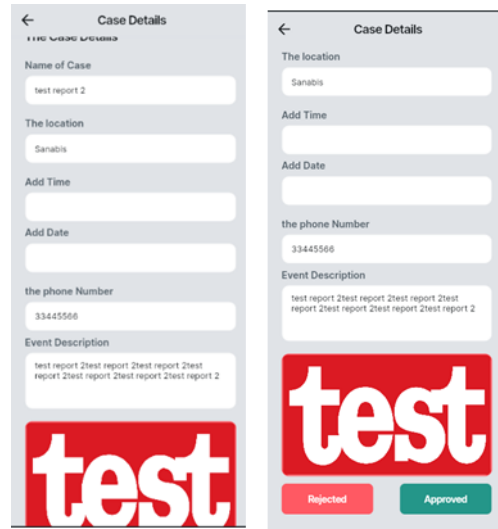 Case Details
The Case Details
Name of Case
test report 2
The location
Sanabis
Add Time
Add Date
the phone Number
33445566
Event Description
test report 2test report 2test report 2test
report 2test report 2test report 2test report 2
test
Case Details
The location
Sanabis
Add Time
Add Date
the phone Number
33445566
Event Description
test report 2test report 2test report 2test
report 2test report 2test report 2test report 2
test
Rejected
Approved